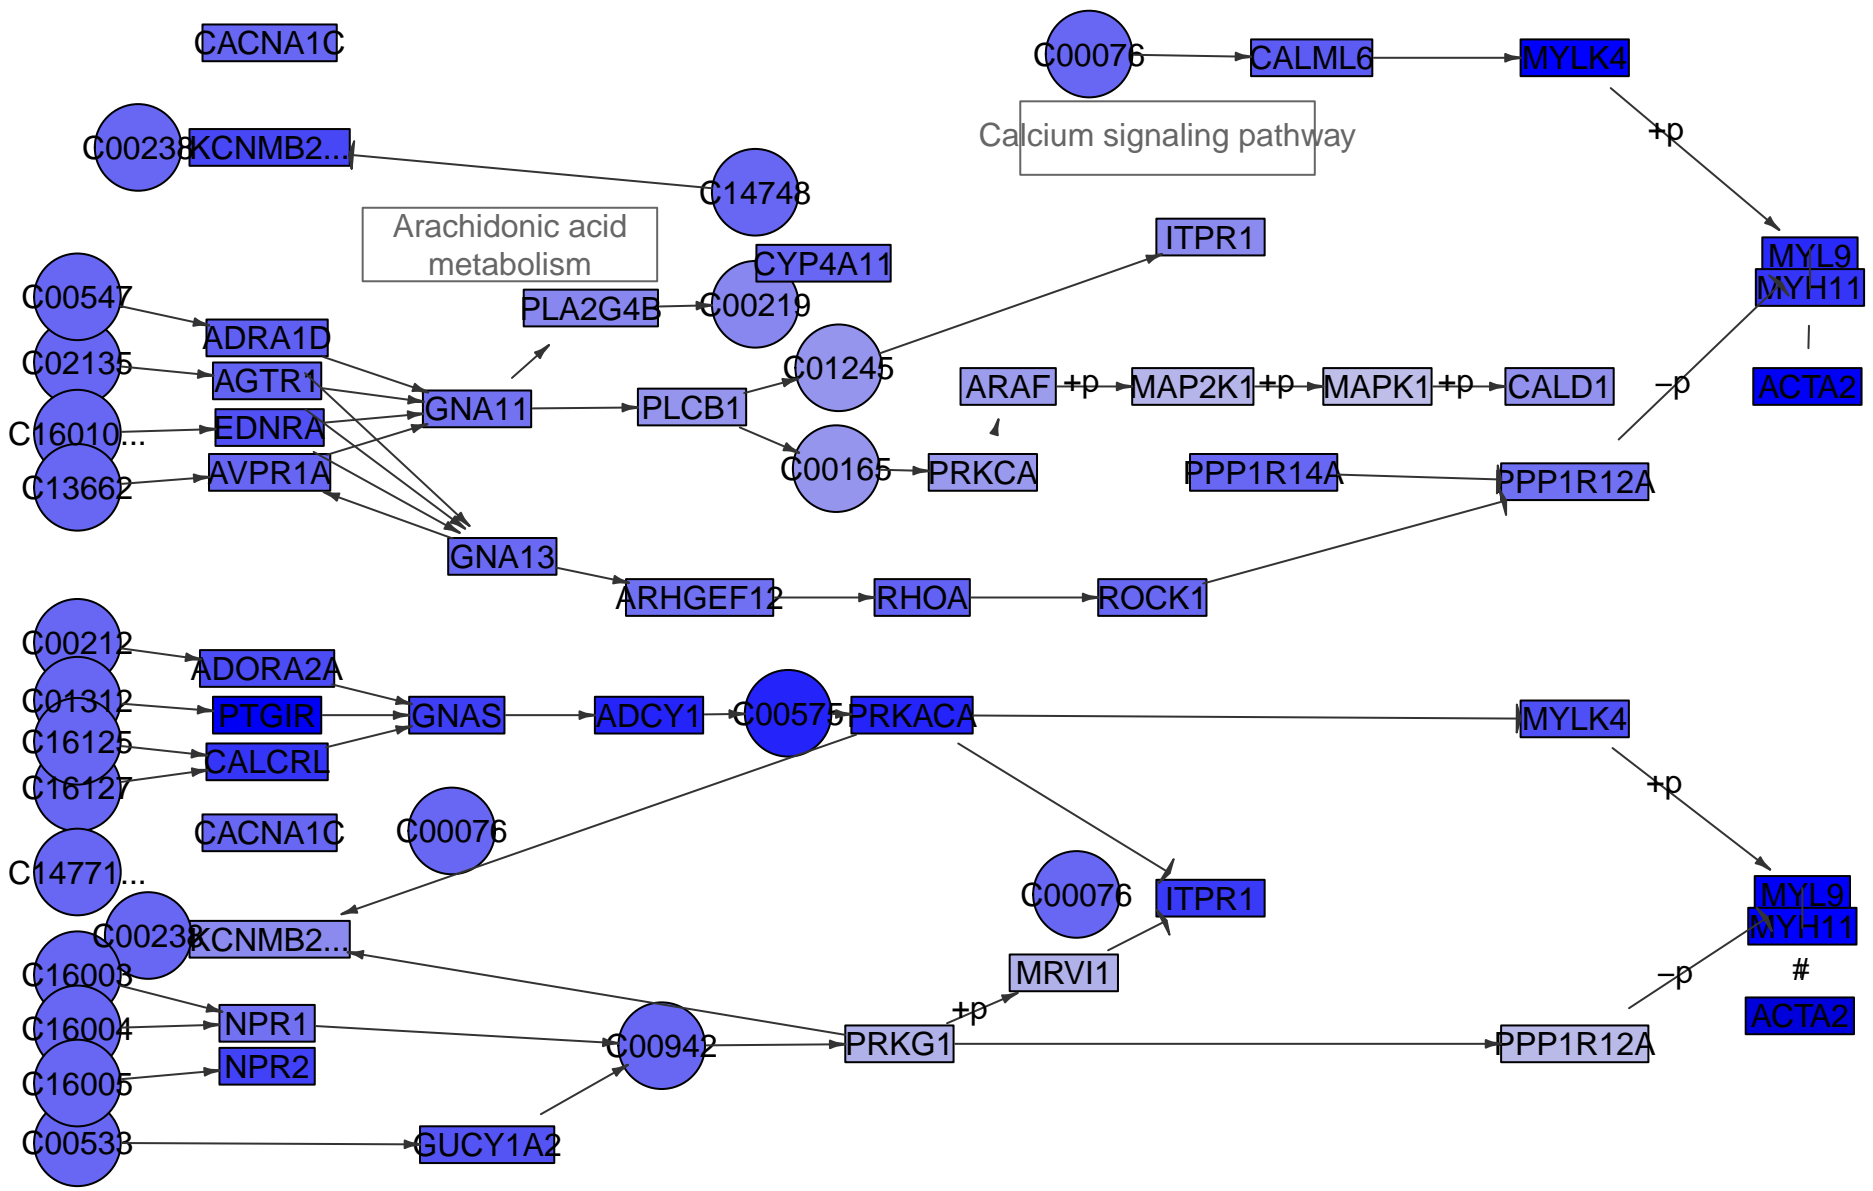 CACNA1C
C00076
CALML6
MYLK4
Calcium signaling pathway
+p
C00238
KCNMB2...
C14748
Arachidonic acid
metabolism
CYP4A11
ITPR1
MYL9
MYH11
C00547
PLA2G4B
C00219
ADRA1D
C02135
AGTR1
C01245
ARAF
+p
MAP2K1
+p
MAPK1
+p
CALD1
–p
ACTA2
GNA11
PLCB1
C16010...
EDNRA
C13662
AVPR1A
C00165
PRKCA
PPP1R14A
PPP1R12A
GNA13
ARHGEF12
RHOA
ROCK1
C00212
ADORA2A
C01312
PTGIR
GNAS
ADCY1
C00575
PRKACA
MYLK4
C16125
CALCRL
C16127
+p
CACNA1C
C00076
C14771...
C00076
ITPR1
MYL9
MYH11
C00238
KCNMB2...
C16003
MRVI1
–p
#
C16004
NPR1
+p
ACTA2
C00942
PRKG1
PPP1R12A
NPR2
C16005
C00533
GUCY1A2